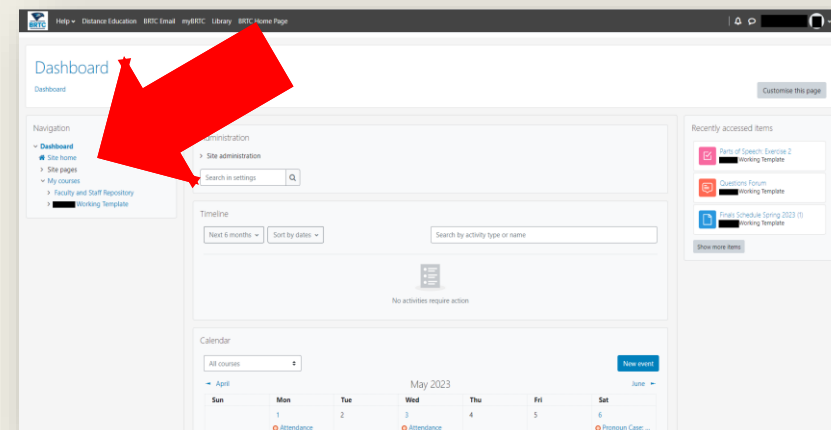 BRTC
Help Distance Education BRTC Email myBRTC Library BRTC Home Page
Dashboard
Dashboard
Customise this page
Navigation
Dashboard
Site home
Site pages
My courses
Faculty and Staff Repository
Working Template
Site administration
Search in settings
Timeline
Next 6 months
Sort by dates
Search by activity type or name
No activities require action
Calendar
All courses
New event
April
May 2023
June
Sun Mon Tue Wed Thu Fri Sat
1 2 3 4 5 6
Attendance Attendance Pronoun Case: ...
Recently accessed items
Parts of Speech: Exercise 2
Working Template
Questions Forum
Working Template
Finals Schedule Spring 2023 (1)
Working Template
Show more items